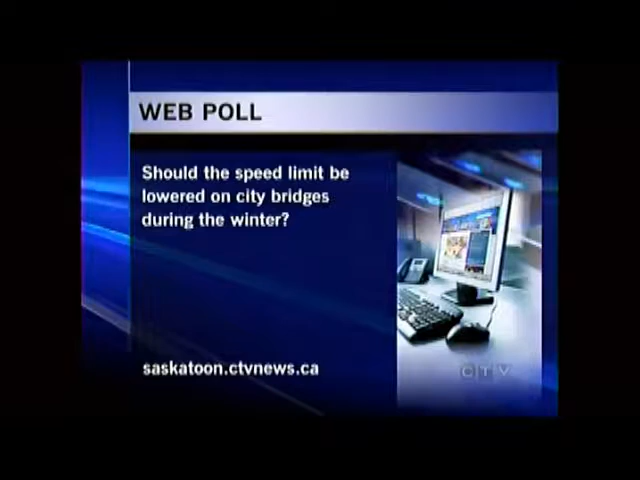 WEB POLL
Should the speed limit be
lowered on city bridges
during the winter?
saskatoon.ctvnews.ca
CTV